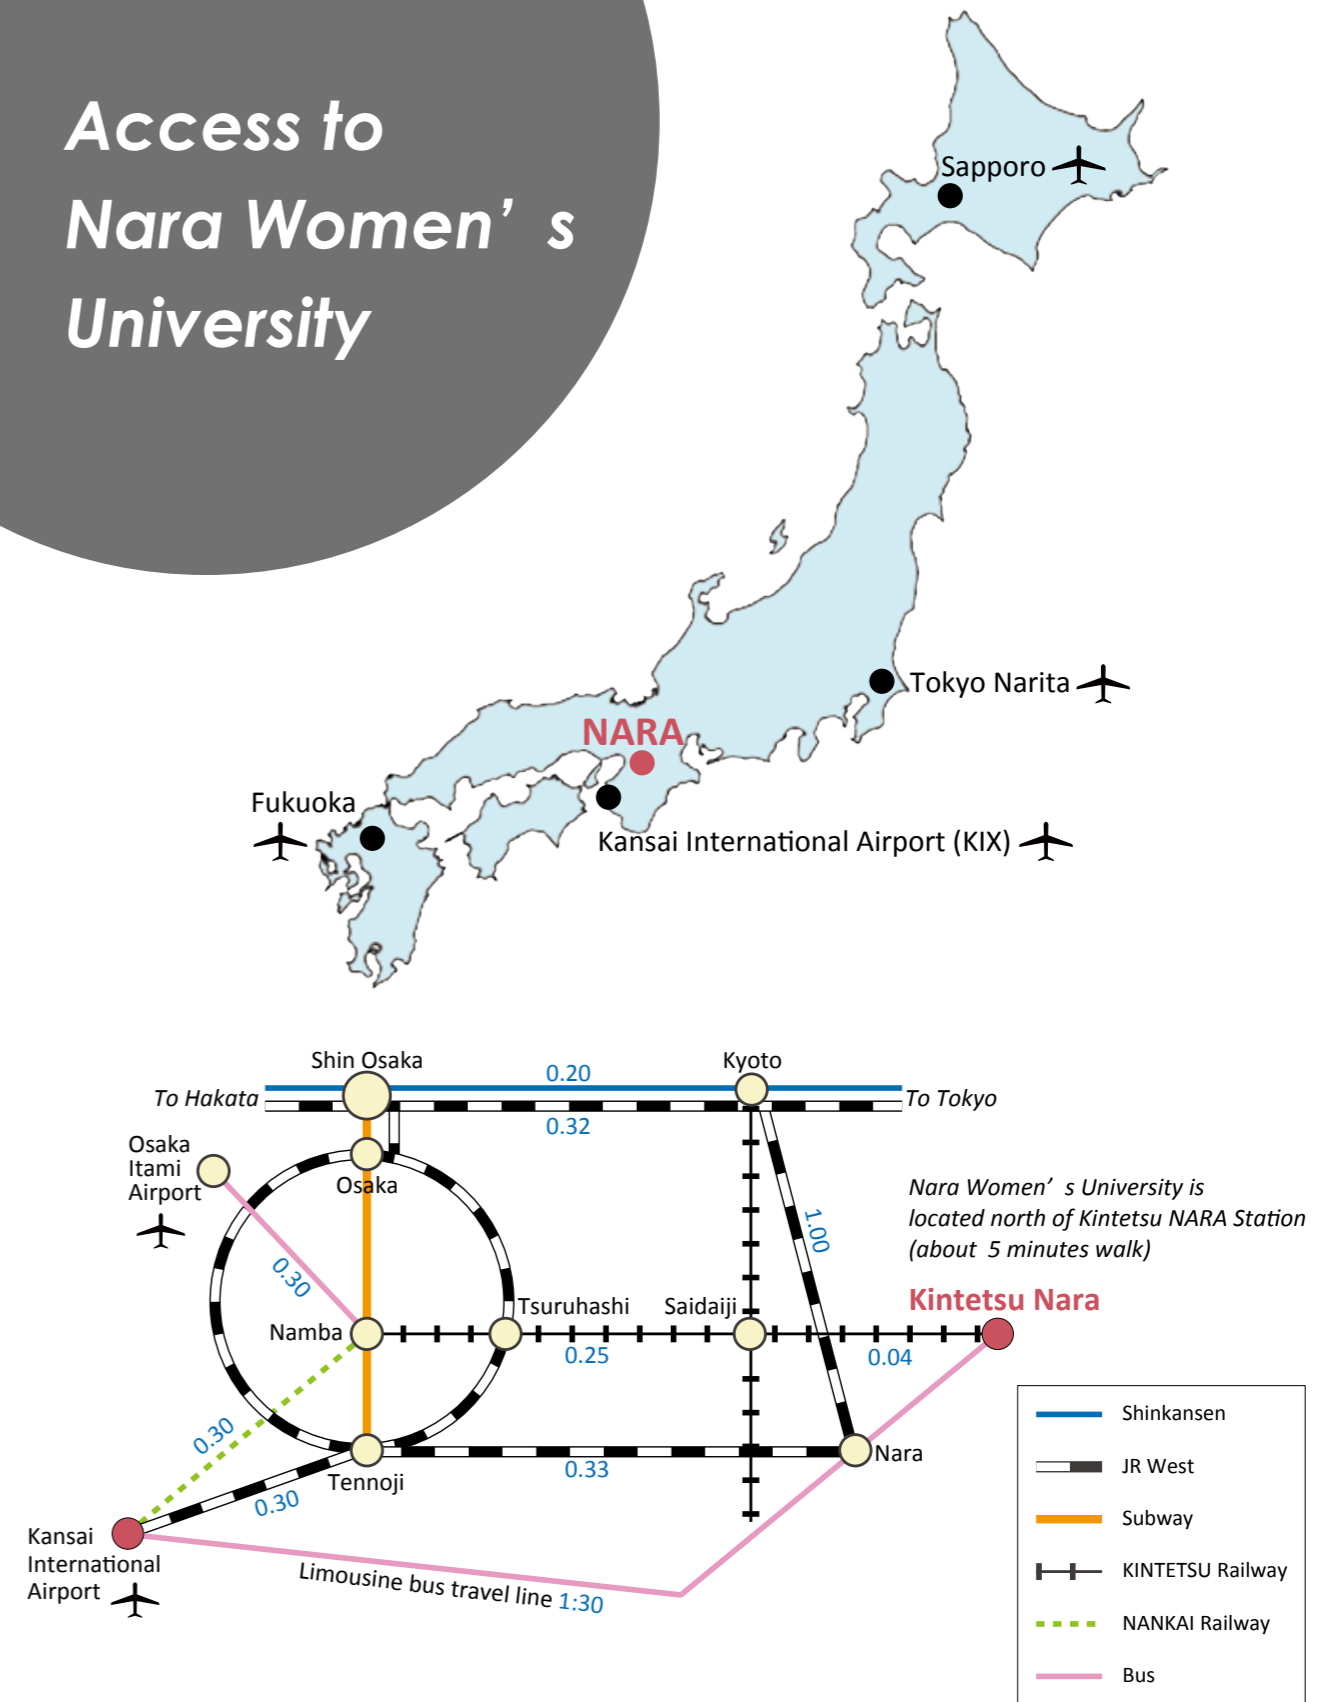 Access to
Nara Women’ s
University
Sapporo
Tokyo Narita
NARA
Fukuoka
Kansai International Airport (KIX)
Shin Osaka
Kyoto
0.20
To Hakata
To Tokyo
0.32
Osaka
Itami
Airport
Osaka
Nara Women’ s University is
located north of Kintetsu NARA Station
(about 5 minutes walk)
1.00
0.30
Kintetsu Nara
Tsuruhashi
Saidaiji
Namba
0.25
0.04
0.30
Nara
Tennoji
0.33
0.30
Kansai
International
Airport
Limousine bus travel line 1:30
Shinkansen
JR West
Subway
KINTETSU Railway
NANKAI Railway
Bus